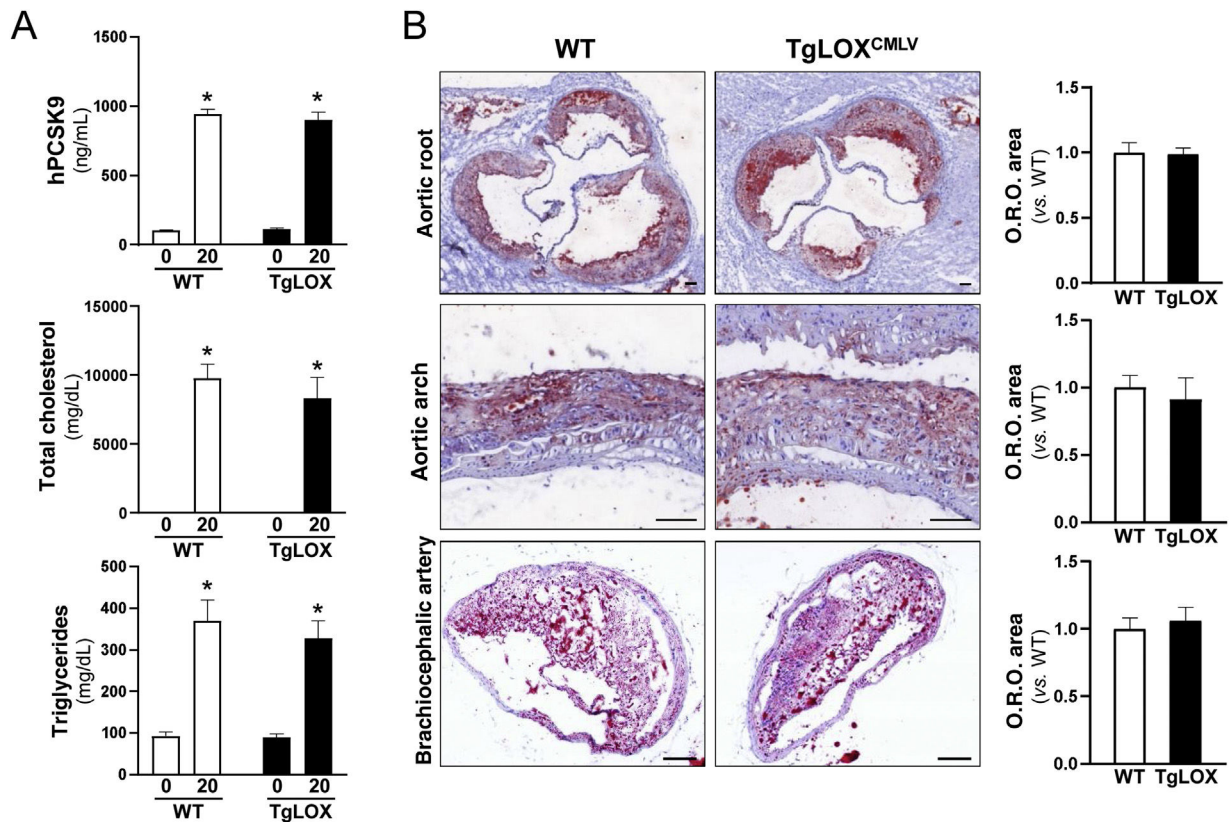 A
hPCSK9
(ng/mL)
1500
1000
500
0
*
*
0 20 0 20
WT TgLOX
Total cholesterol
(mg/dL)
15000
10000
5000
0
*
*
0 20 0 20
WT TgLOX
Triglycerides
(mg/dL)
500
400
300
200
100
0
*
*
0 20 0 20
WT TgLOX
B
WT TgLOXCMLV
Aortic root
O.R.O. area
(vs. WT)
1.5
1.0
0.5
0.0
WT TgLOX
Aortic arch
O.R.O. area
(vs. WT)
1.5
1.0
0.5
0.0
WT TgLOX
Brachiocephalic artery
O.R.O. area
(vs. WT)
1.5
1.0
0.5
0.0
WT TgLOX